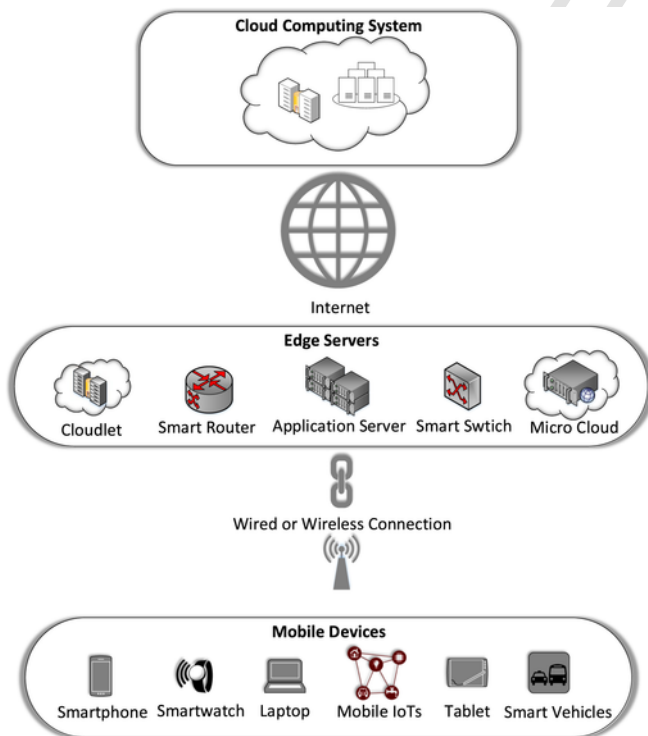 Cloud Computing System
Internet
Edge Servers
Cloudlet
Smart Router
Application Server
Smart Swtich
Micro Cloud
Wired or Wireless Connection
Mobile Devices
Smartphone
Smartwatch
Laptop
Mobile IoTs
Tablet
Smart Vehicles